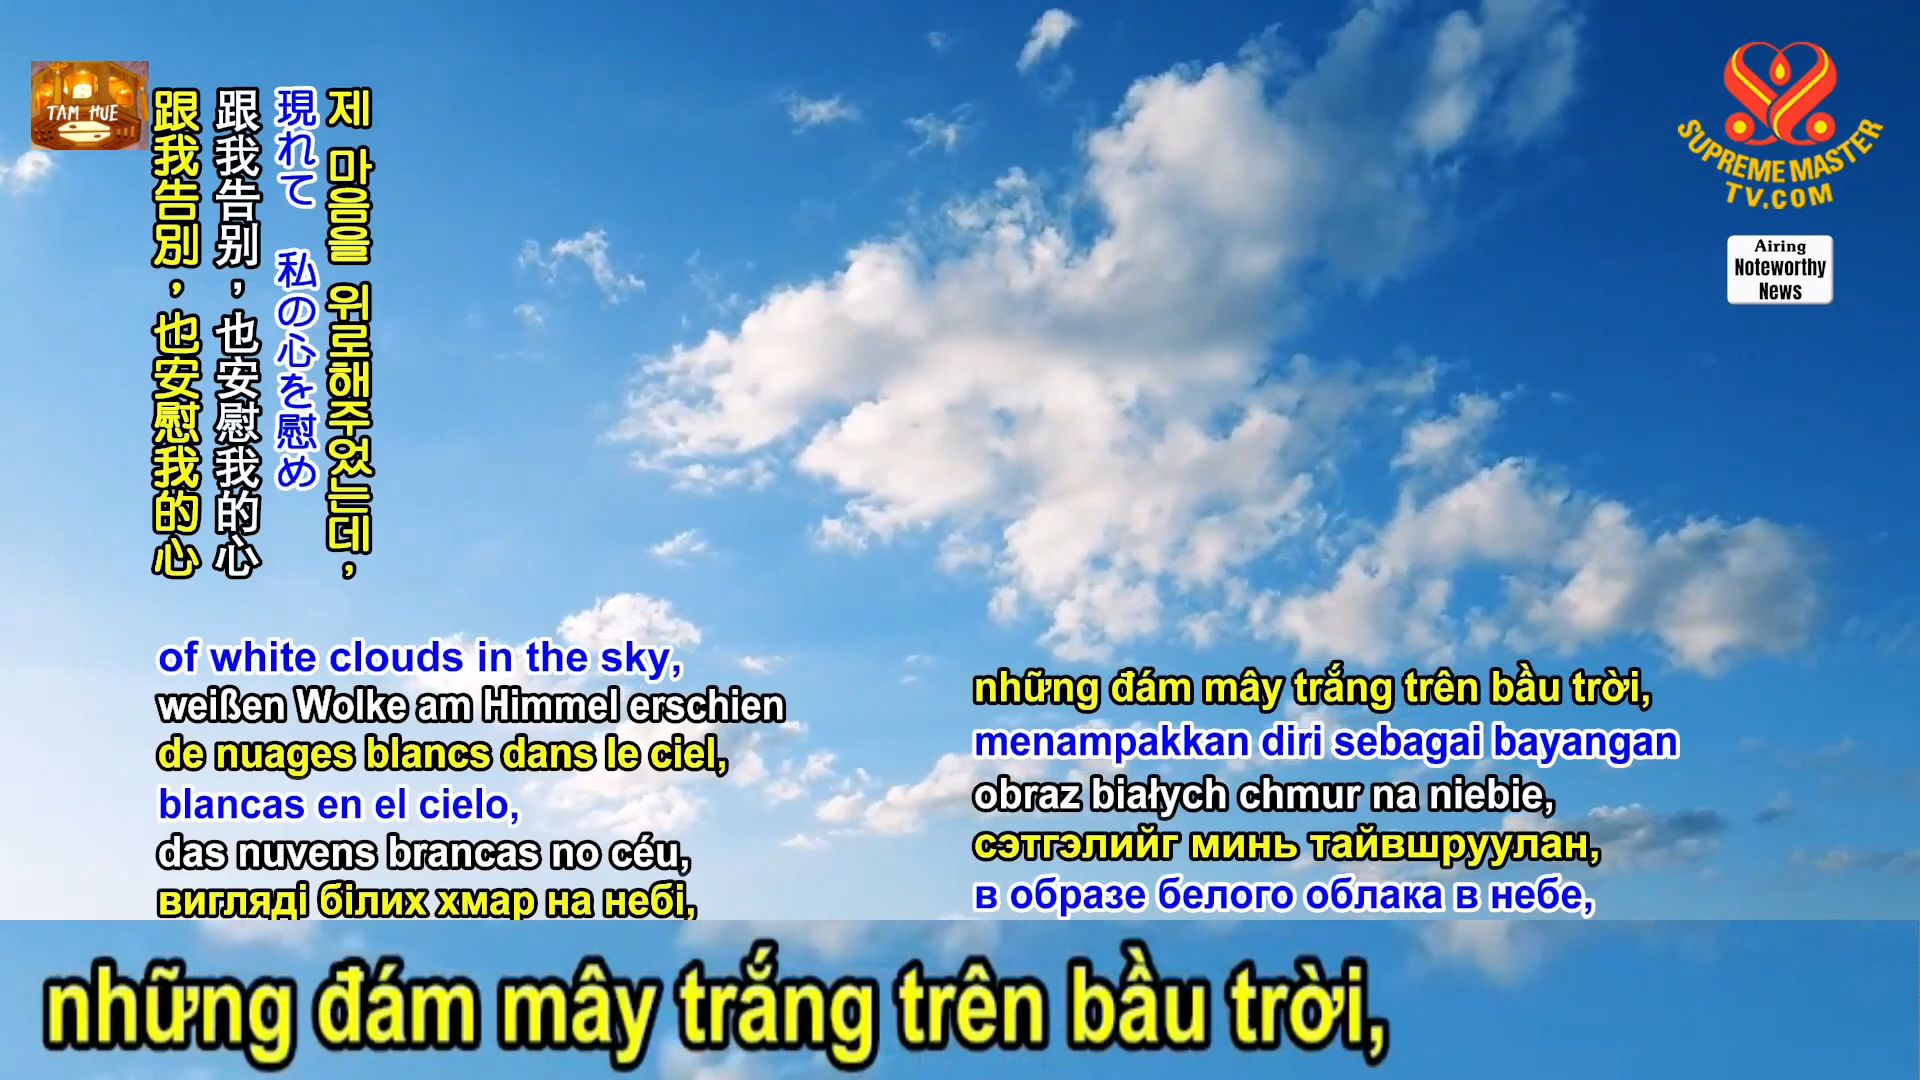 TAM HUE
跟我告別，也安慰我的心
跟我告别，也安慰我的心
現れて 私の心を慰め
제 마음을 위로해주었는데,
SUPREME MASTER
TV.COM
Airing
Noteworthy
News
of white clouds in the sky,
weißen Wolke am Himmel erschien
de nuages blancs dans le ciel,
blancas en el cielo,
das nuvens brancas no céu,
вигляді білих хмар на небі,
những đám mây trắng trên bầu trời,
menampakkan diri sebagai bayangan
obraz białych chmur na niebie,
сэтгэлийг минь тайвшруулан,
в образе белого облака в небе,
những đám mây trắng trên bầu trời,